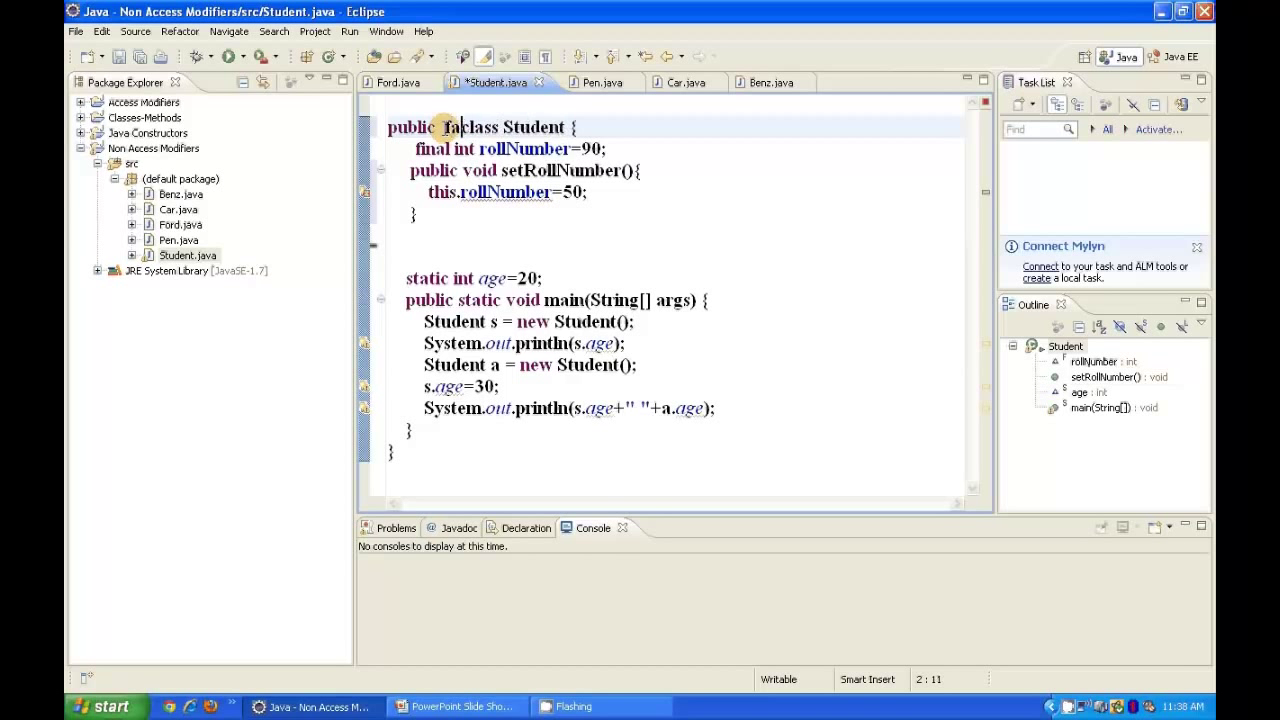 Java - Non Access Modifiers/src/Student.java - Eclipse
File Edit Source Refactor Navigate Search Project Run Window Help
Java Java EE
Package Explorer
Ford.java *Student.java Pen.java Car.java Benz.java
Task List
Access Modifiers
Classes-Methods
Java Constructors
Non Access Modifiers
src
(default package)
Benz.java
Car.java
Ford.java
Pen.java
Student.java
JRE System Library [JavaSE-1.7]
public faclass Student {
final int rollNumber=90;
public void setRollNumber(){
this.rollNumber=50;
}
static int age=20;
public static void main(String[] args) {
Student s = new Student();
System.out.println(s.age);
Student a = new Student();
s.age=30;
System.out.println(s.age+" "+a.age);
}
}
Find All Activate...
Connect Mylyn
Connect to your task and ALM tools or
create a local task.
Outline
Student
rollNumber : int
setRollNumber() : void
age : int
main(String[]) : void
Problems @ Javadoc Declaration Console
No consoles to display at this time.
Writable Smart Insert 2 : 11
start Java - Non Access M... PowerPoint Slide Sho... Flashing 11:38 AM